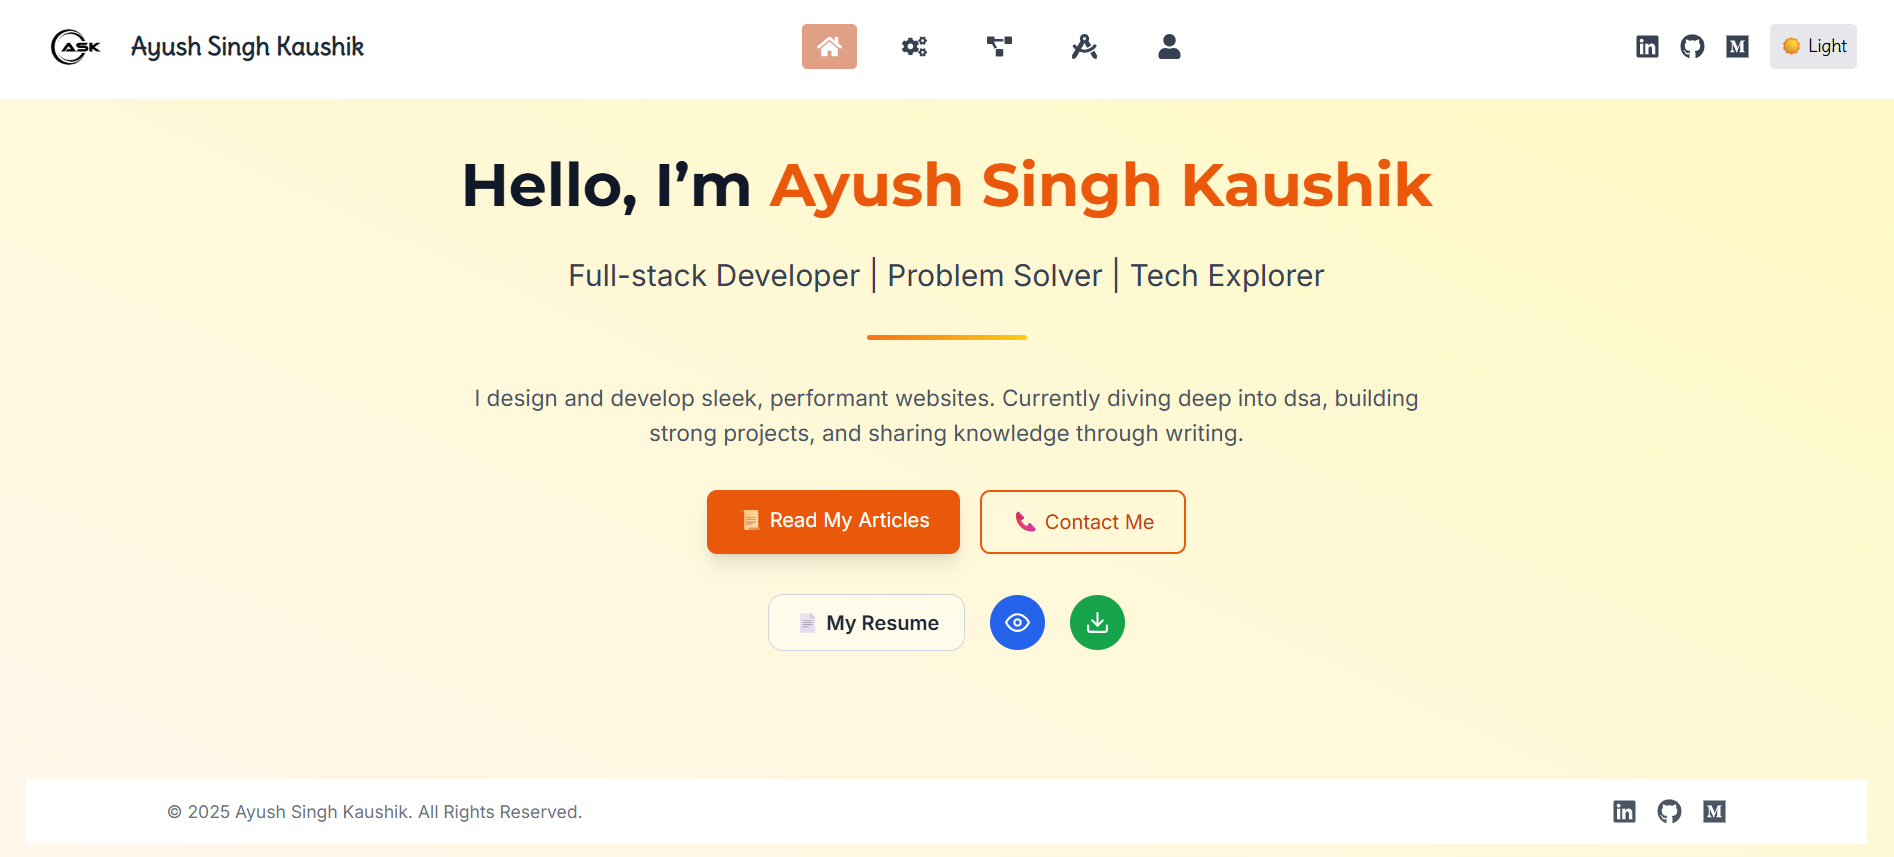 ASK
Ayush Singh Kaushik
M
Light
Hello, I’m Ayush Singh Kaushik
Full-stack Developer | Problem Solver | Tech Explorer
I design and develop sleek, performant websites. Currently diving deep into dsa, building
strong projects, and sharing knowledge through writing.
Read My Articles
Contact Me
My Resume
© 2025 Ayush Singh Kaushik. All Rights Reserved.
in
M